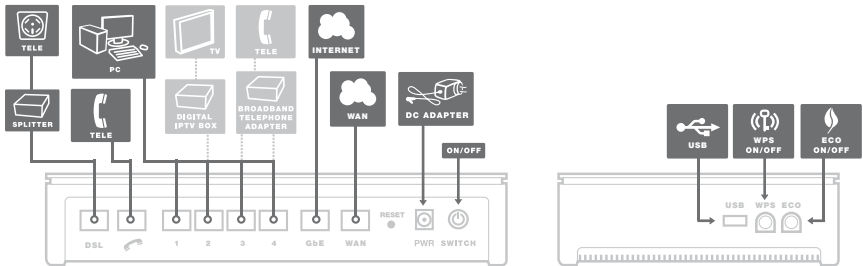 TELE
PC
TV
TELE
INTERNET
SPLITTER
TELE
DIGITAL
IPTV BOX
BROADBAND
TELEPHONE
ADAPTER
WAN
DC ADAPTER
ON/OFF
DSL
1
2
3
4
GbE
WAN
RESET
PWR
SWITCH
USB
WPS
ON/OFF
ECO
ON/OFF
USB
WPS
ECO